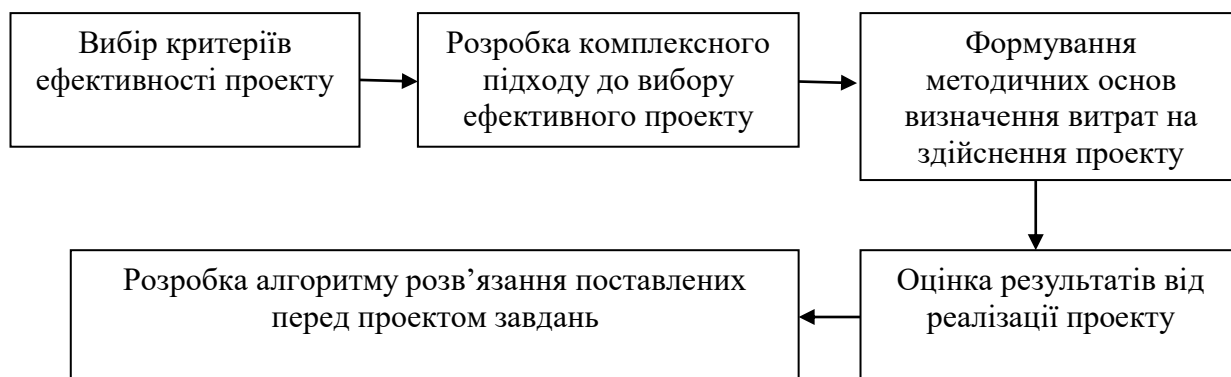 Вибір критеріїв
ефективності проекту
Розробка комплексного
підходу до вибору
ефективного проекту
Формування
методичних основ
визначення витрат на
здійснення проекту
Розробка алгоритму розв’язання поставлених
перед проектом завдань
Оцінка результатів від
реалізації проекту